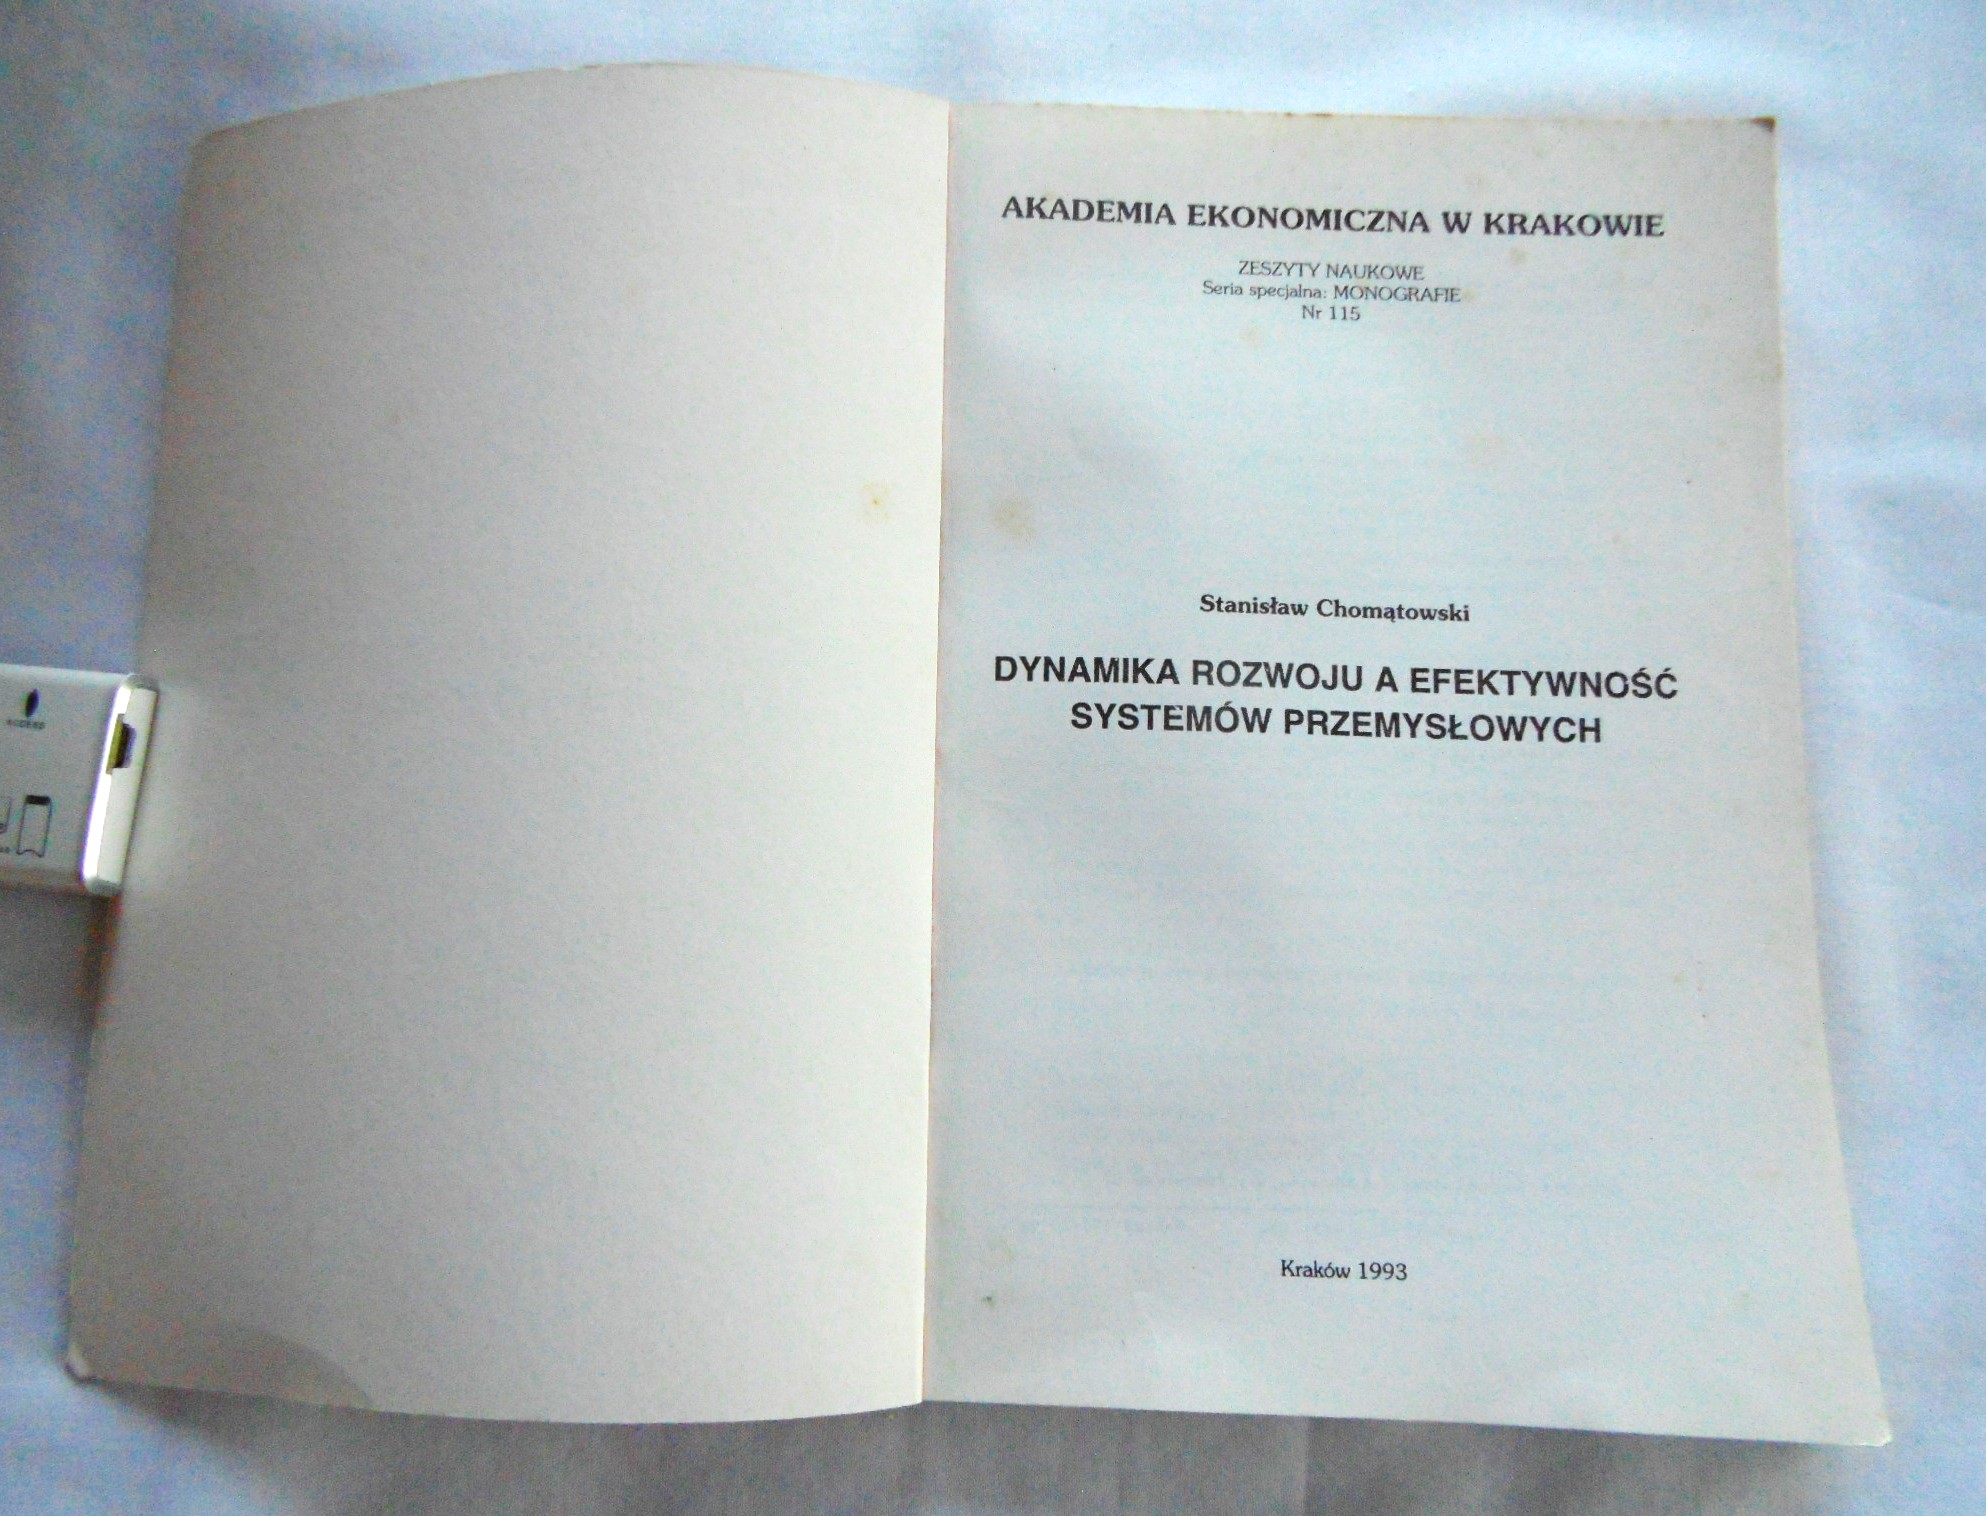 AKADEMIA EKONOMICZNA W KRAKOWIE
ZESZYTY NAUKOWE
Seria specjalna: MONOGRAFIE
Nr 115
Stanisław Chomątowski
DYNAMIKA ROZWOJU A EFEKTYWNOŚĆ
SYSTEMÓW PRZEMYSŁOWYCH
Kraków 1993